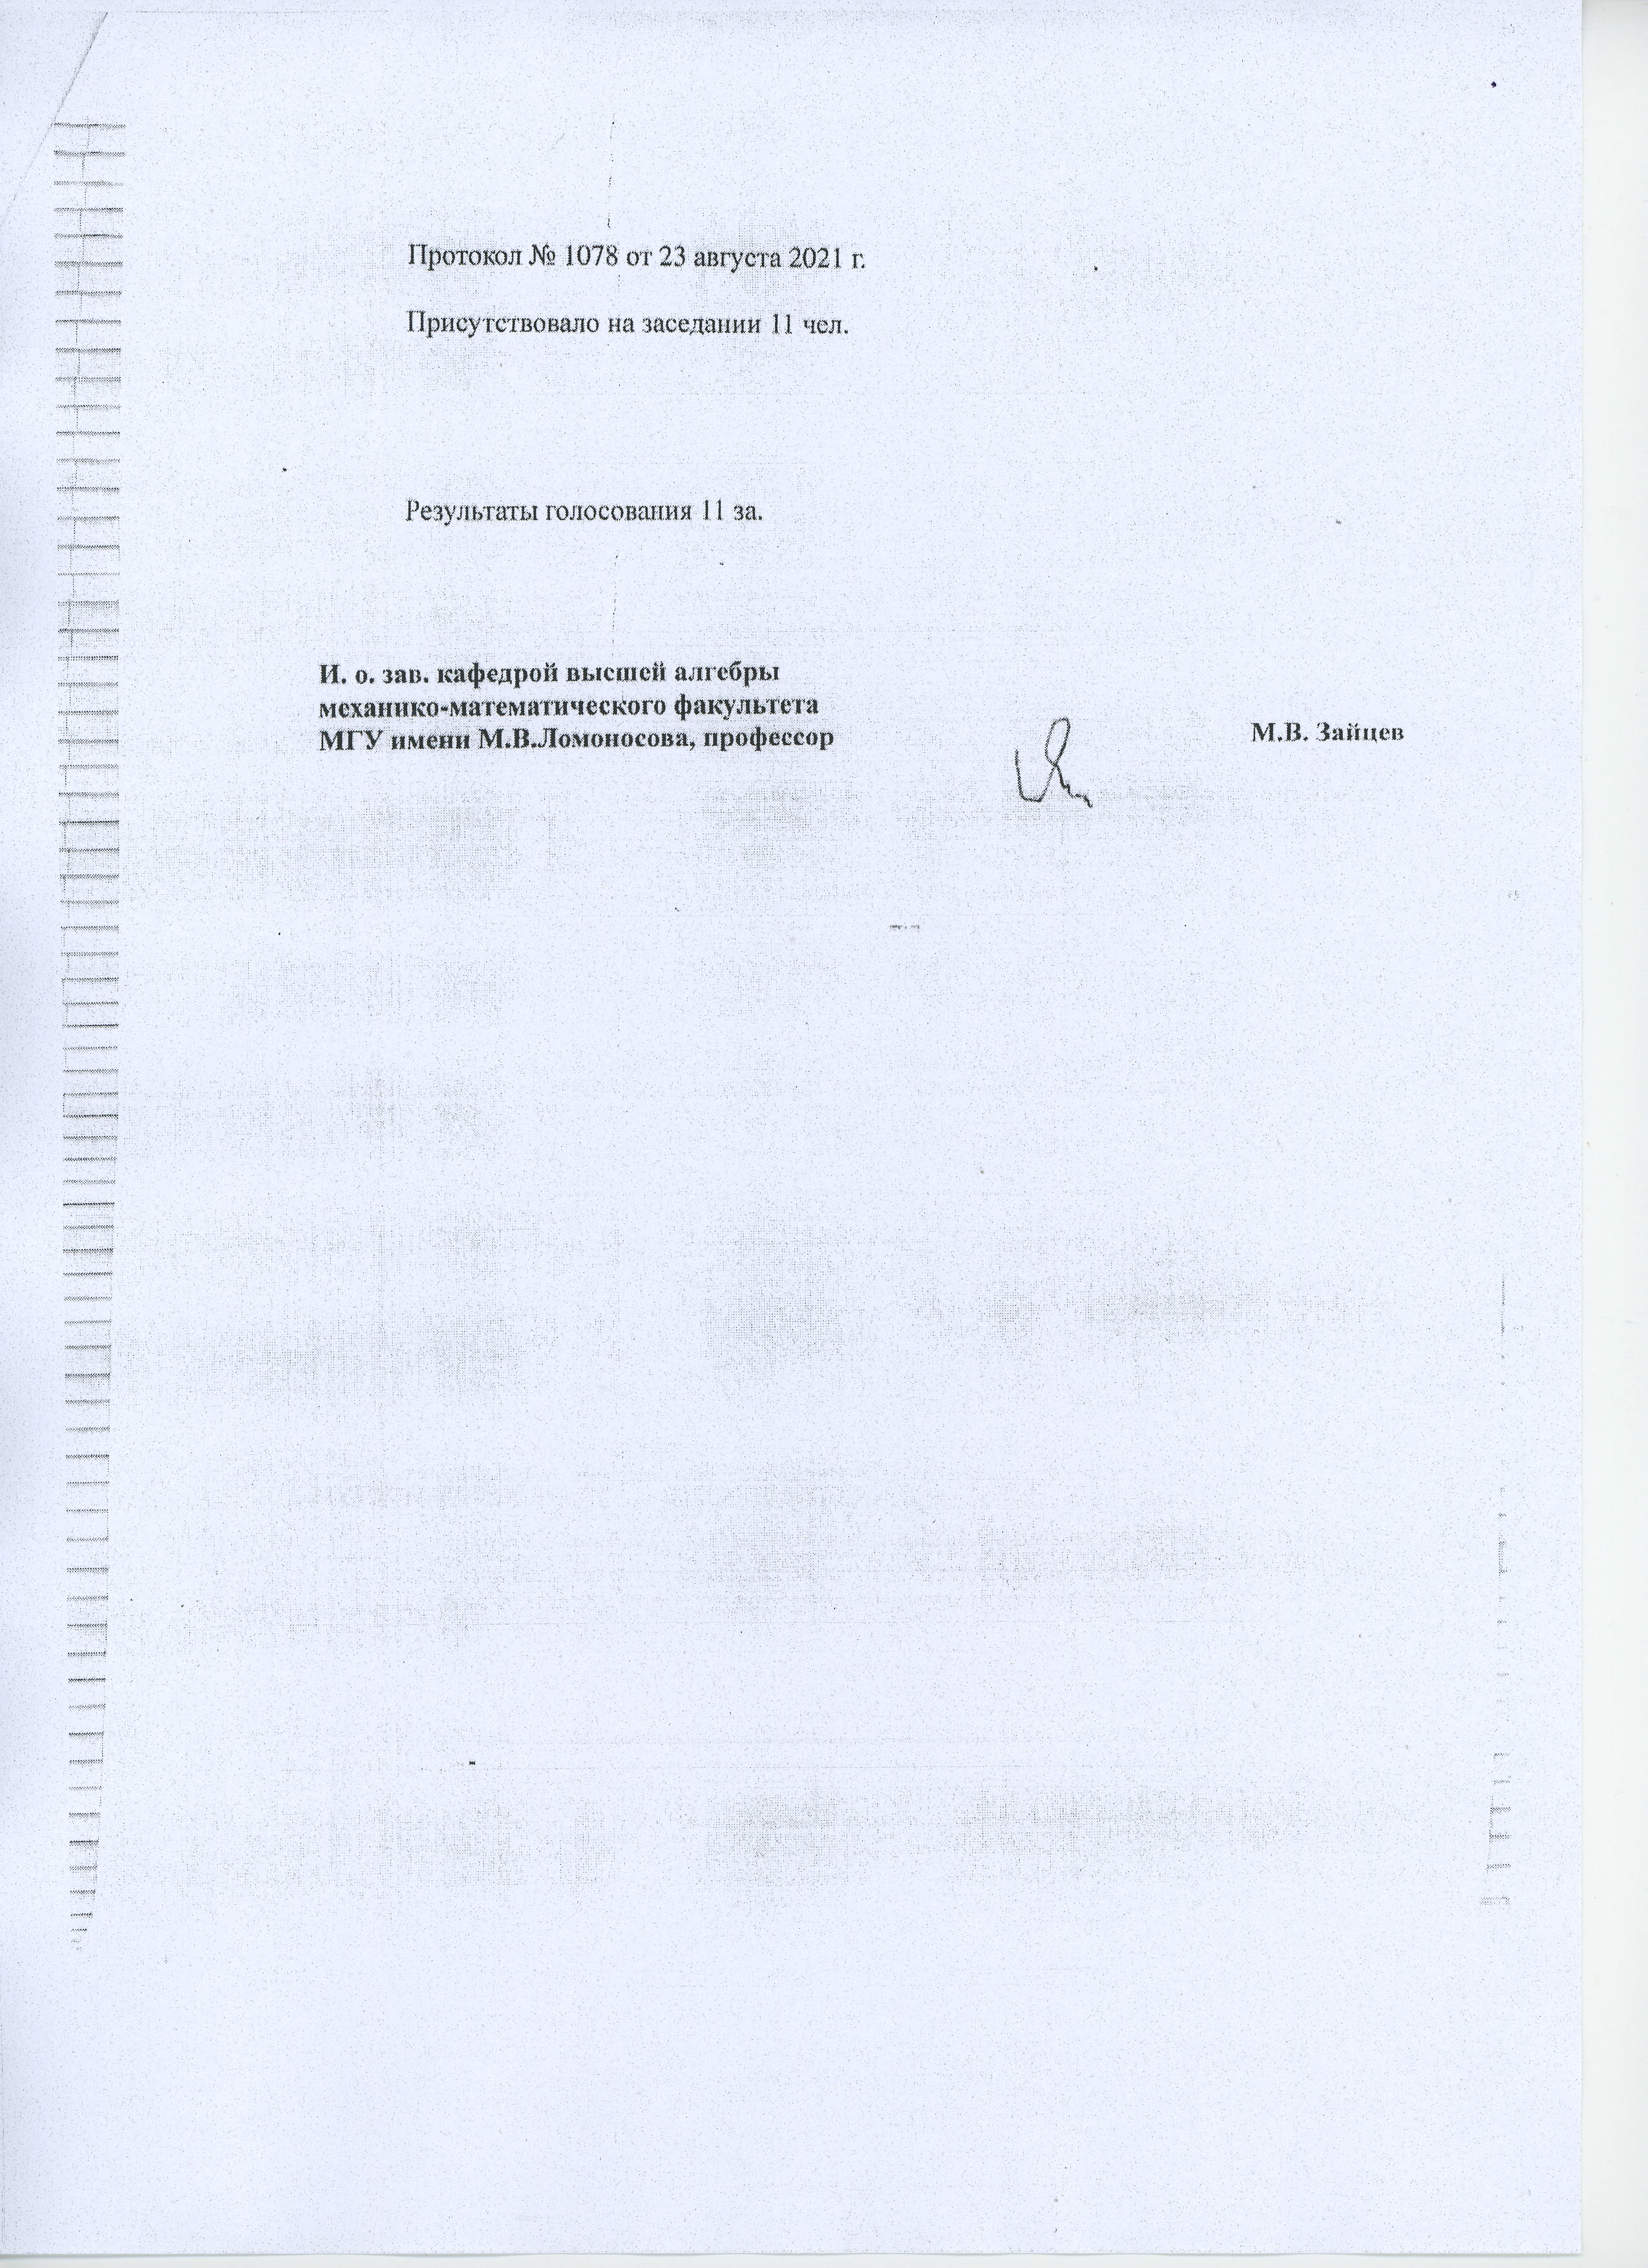 Протокол № 1078 от 23 августа 2021 г.
Присутствовало на заседании 11 чел.
Результаты голосования 11 за.
И. о. зав. кафедрой высшей алгебры
механико-математического факультета
МГУ имени М.В.Ломоносова, профессор
М.В. Зайцев